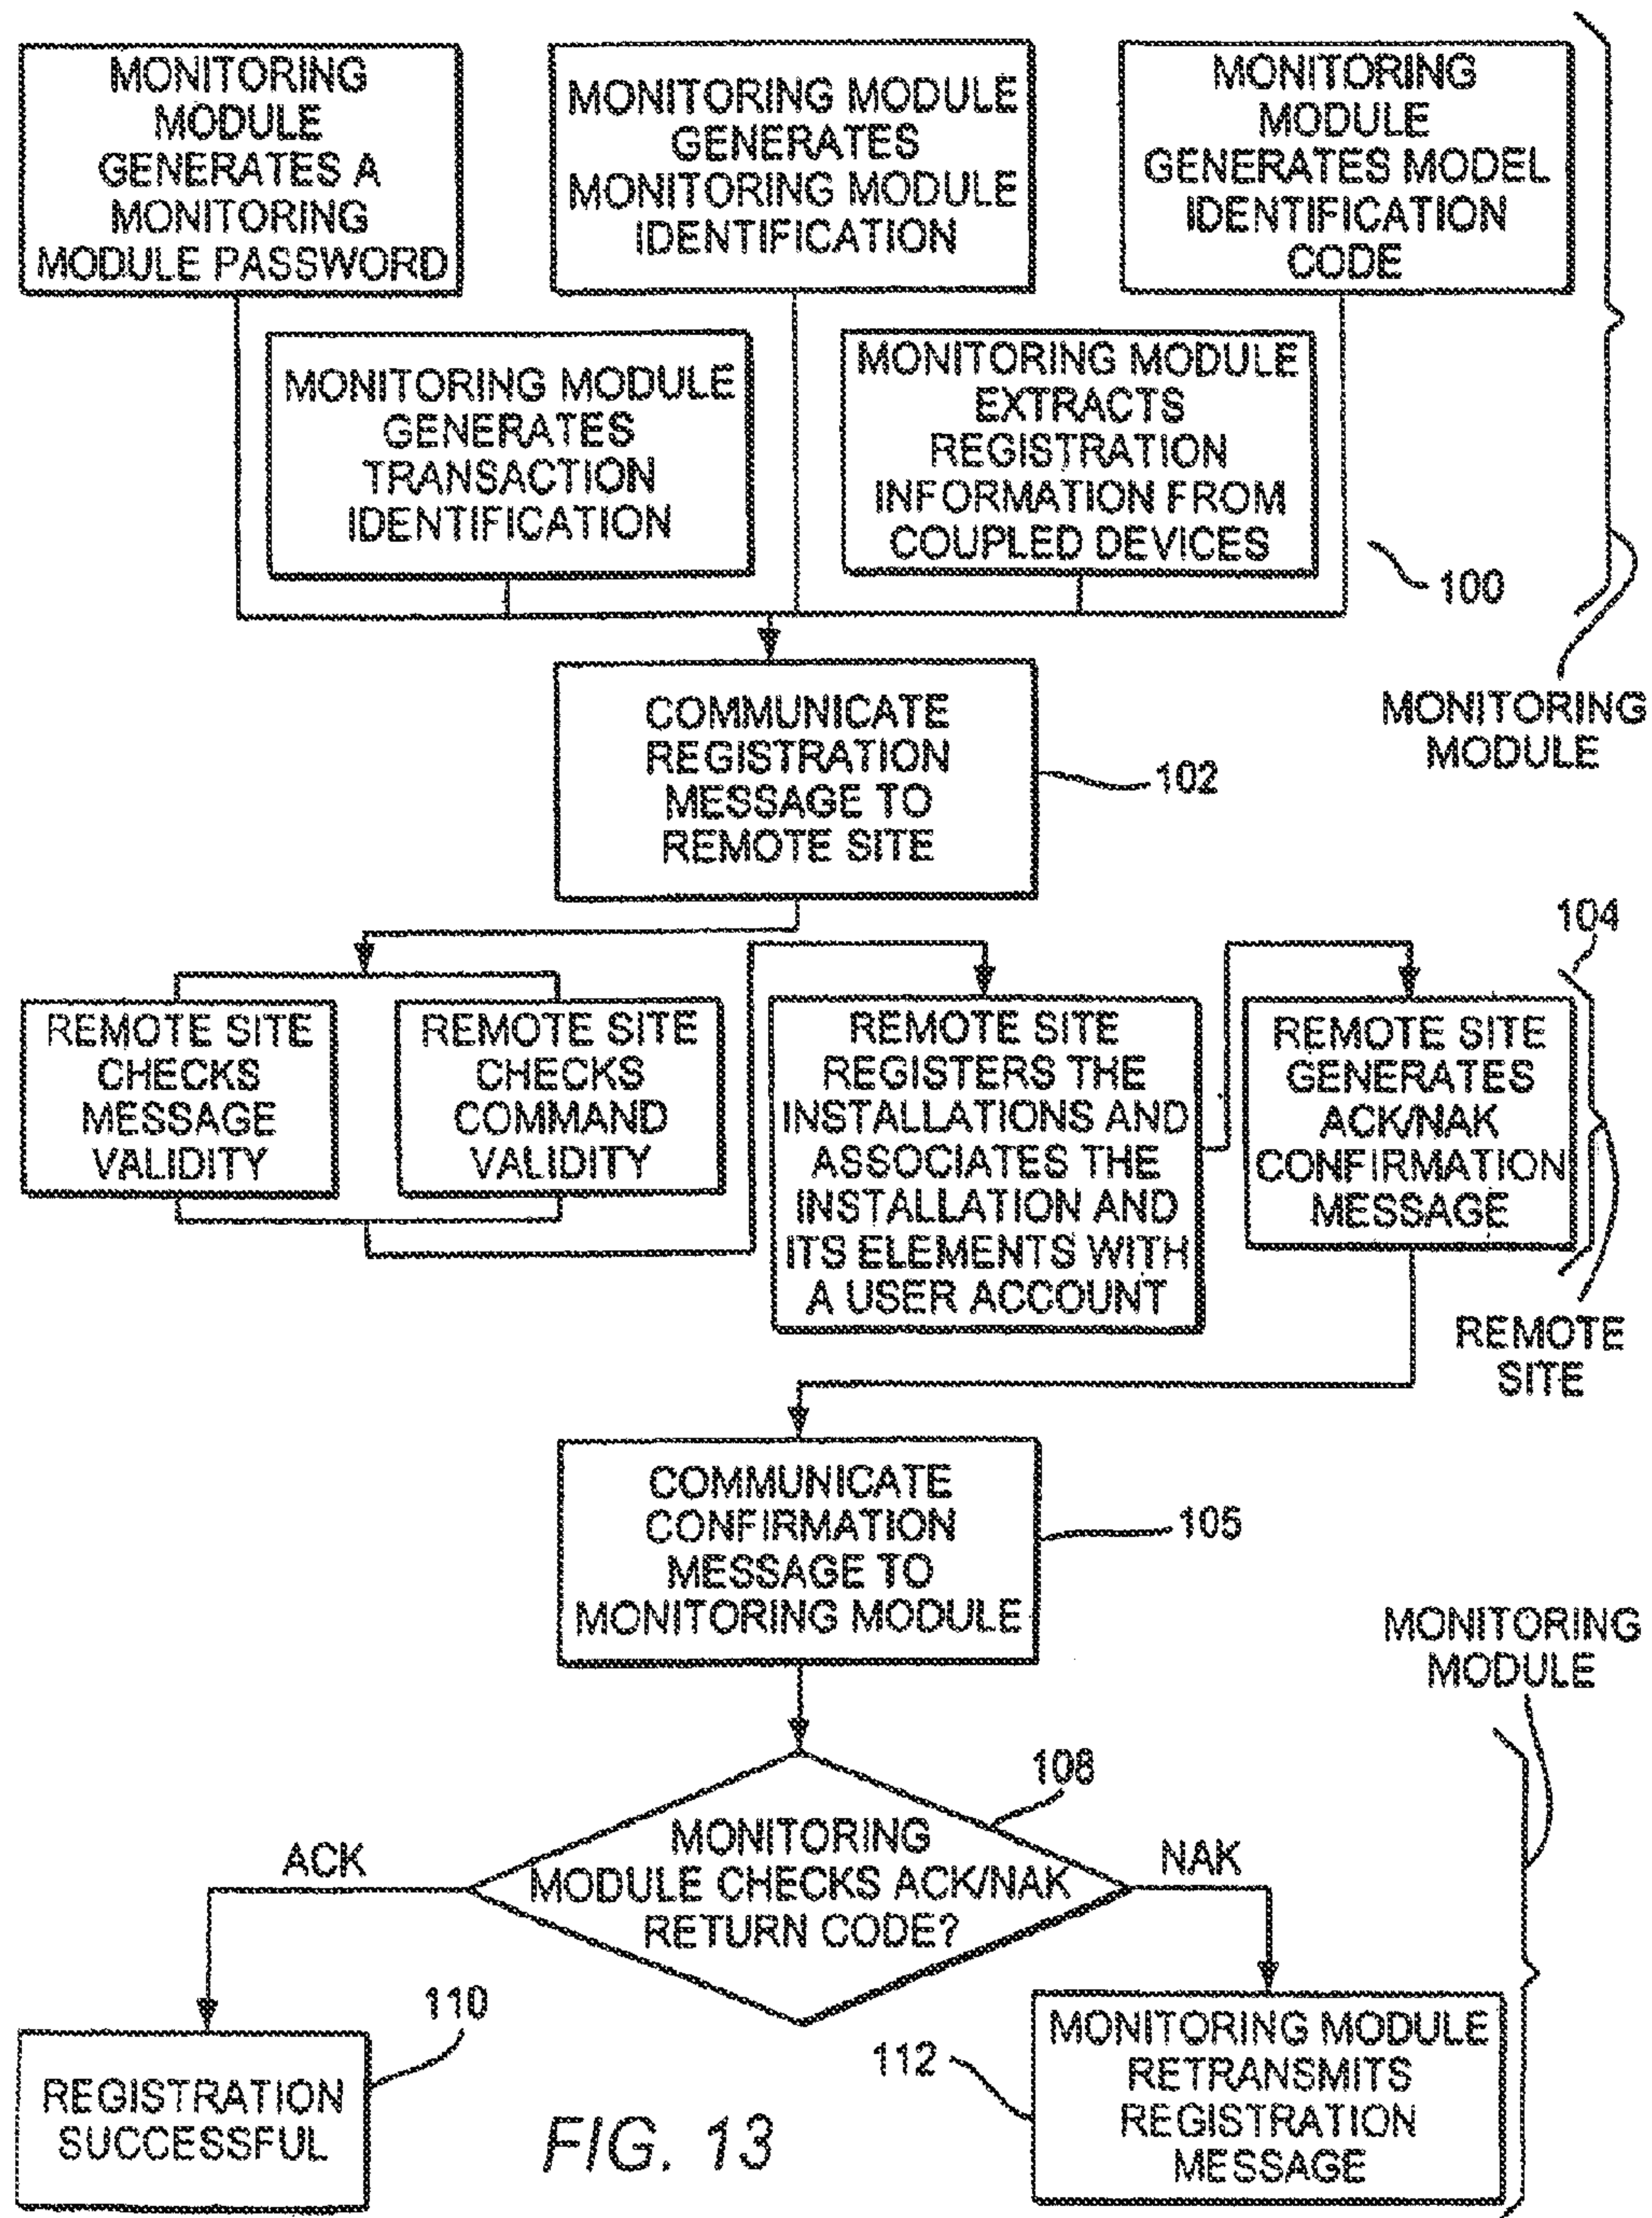 MONITORING
MODULE
GENERATES A
MONITORING
MODULE PASSWORD
MONITORING MODULE
GENERATES
MONITORING MODULE
IDENTIFICATION
MONITORING
MODULE
GENERATES MODEL
IDENTIFICATION
CODE
MONITORING MODULE
GENERATES
TRANSACTION
IDENTIFICATION
MONITORING MODULE
EXTRACTS
REGISTRATION
INFORMATION FROM
COUPLED DEVICES
100
MONITORING
MODULE
COMMUNICATE
REGISTRATION
MESSAGE TO
REMOTE SITE
102
104
REMOTE SITE
CHECKS
MESSAGE
VALIDITY
REMOTE SITE
CHECKS
COMMAND
VALIDITY
REMOTE SITE
REGISTERS THE
INSTALLATIONS AND
ASSOCIATES THE
INSTALLATION AND
ITS ELEMENTS WITH
A USER ACCOUNT
REMOTE SITE
GENERATES
ACK/NAK
CONFIRMATION
MESSAGE
REMOTE
SITE
COMMUNICATE
CONFIRMATION
MESSAGE TO
MONITORING MODULE
105
MONITORING
MODULE
108
MONITORING
MODULE CHECKS ACK/NAK
RETURN CODE?
ACK
NAK
110
REGISTRATION
SUCCESSFUL
112
MONITORING MODULE
RETRANSMITS
REGISTRATION
MESSAGE
FIG. 13